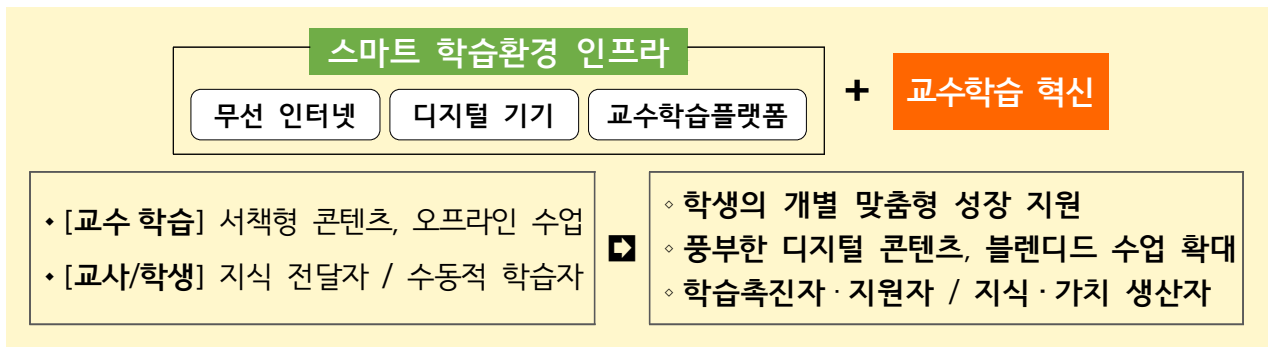 스마트 학습환경 인프라
무선 인터넷 디지털 기기 교수학습플랫폼 + 교수학습 혁신
• [교수 학습] 서책형 콘텐츠, 오프라인 수업
• [교사/학생] 지식 전달자 / 수동적 학습자
➡
◦ 학생의 개별 맞춤형 성장 지원
◦ 풍부한 디지털 콘텐츠, 블렌디드 수업 확대
◦ 학습촉진자·지원자 / 지식·가치 생산자